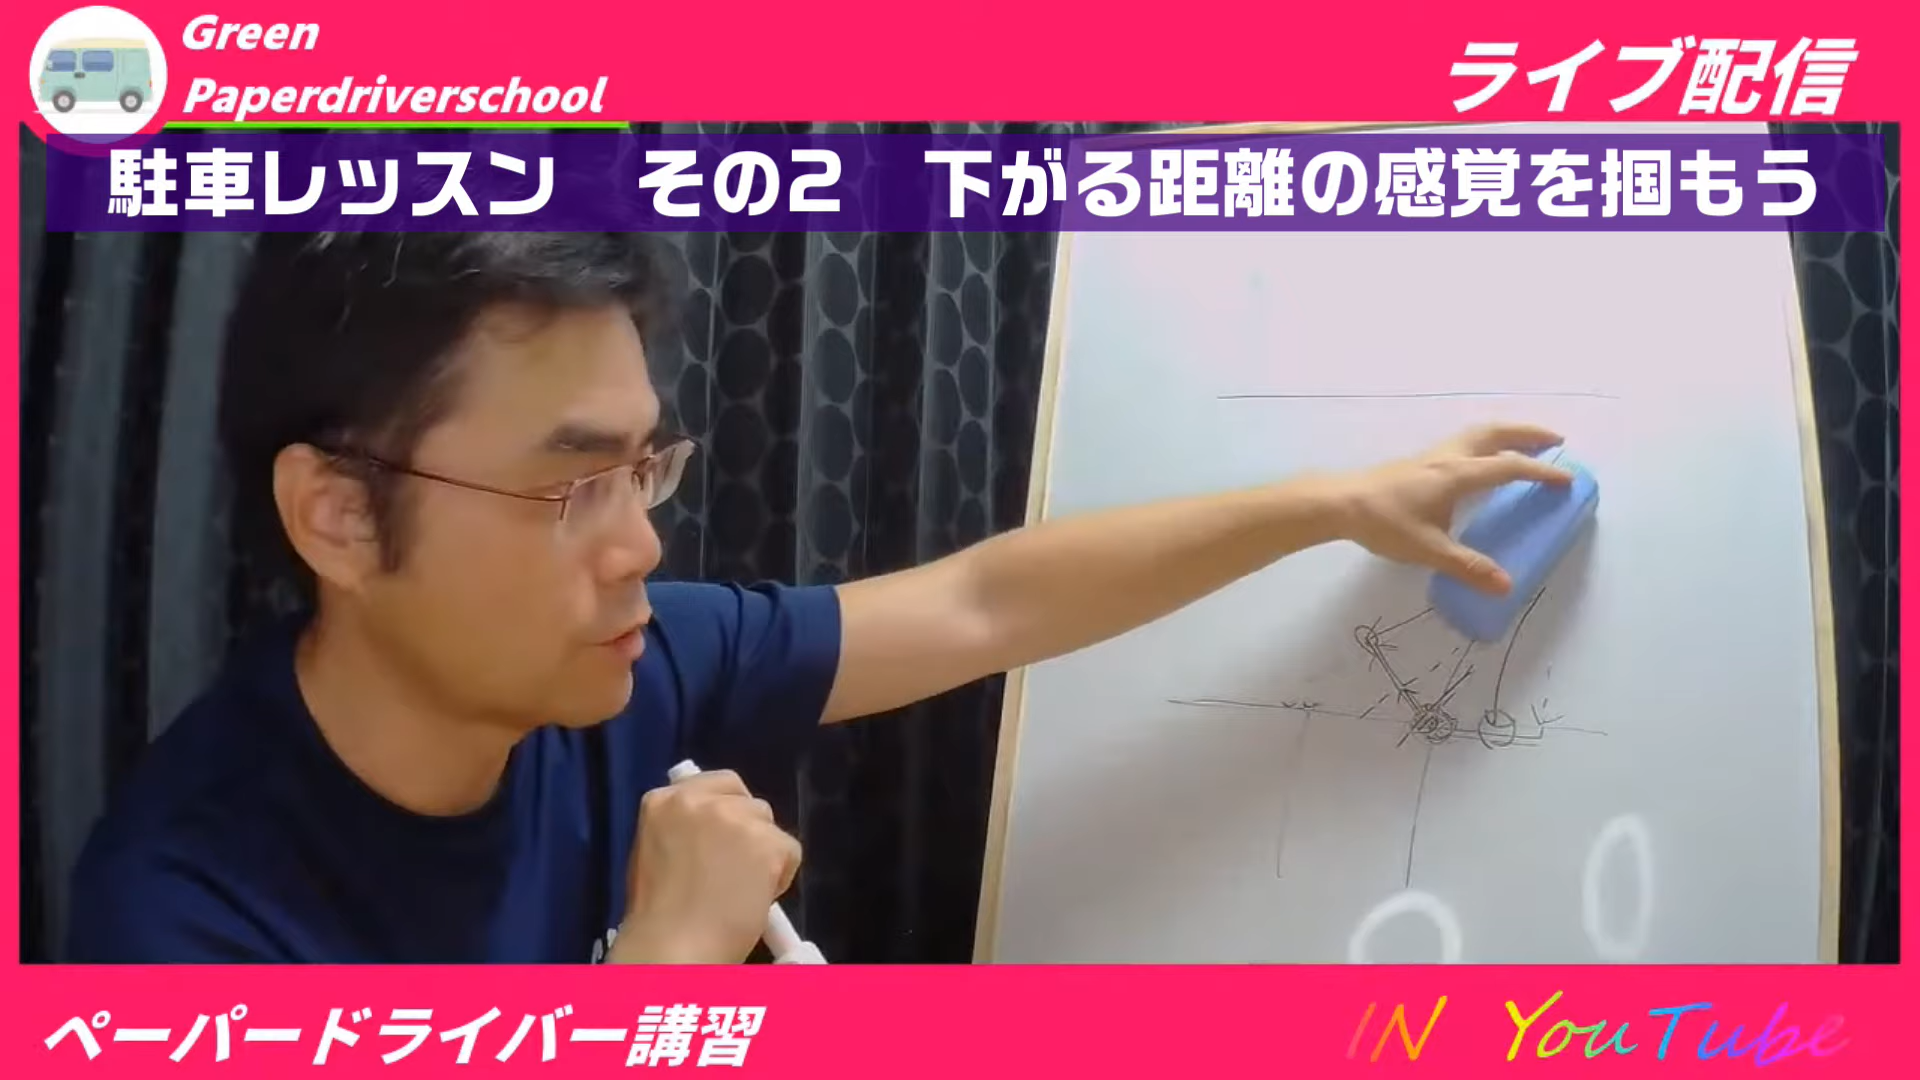 Green
Paperdriverschool
ライブ配信
駐車レッスン　その2　下がる距離の感覚を掴もう
ペーパードライバー講習
IN YouTube